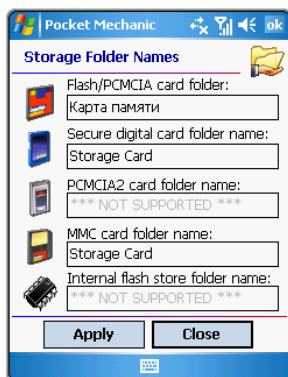 Pocket Mechanic ok
Storage Folder Names
Flash/PCMCIA card folder:
Карта памяти
Secure digital card folder name:
Storage Card
PCMCIA2 card folder name:
*** NOT SUPPORTED ***
MMC card folder name:
Storage Card
Internal flash store folder name:
*** NOT SUPPORTED ***
Apply Close